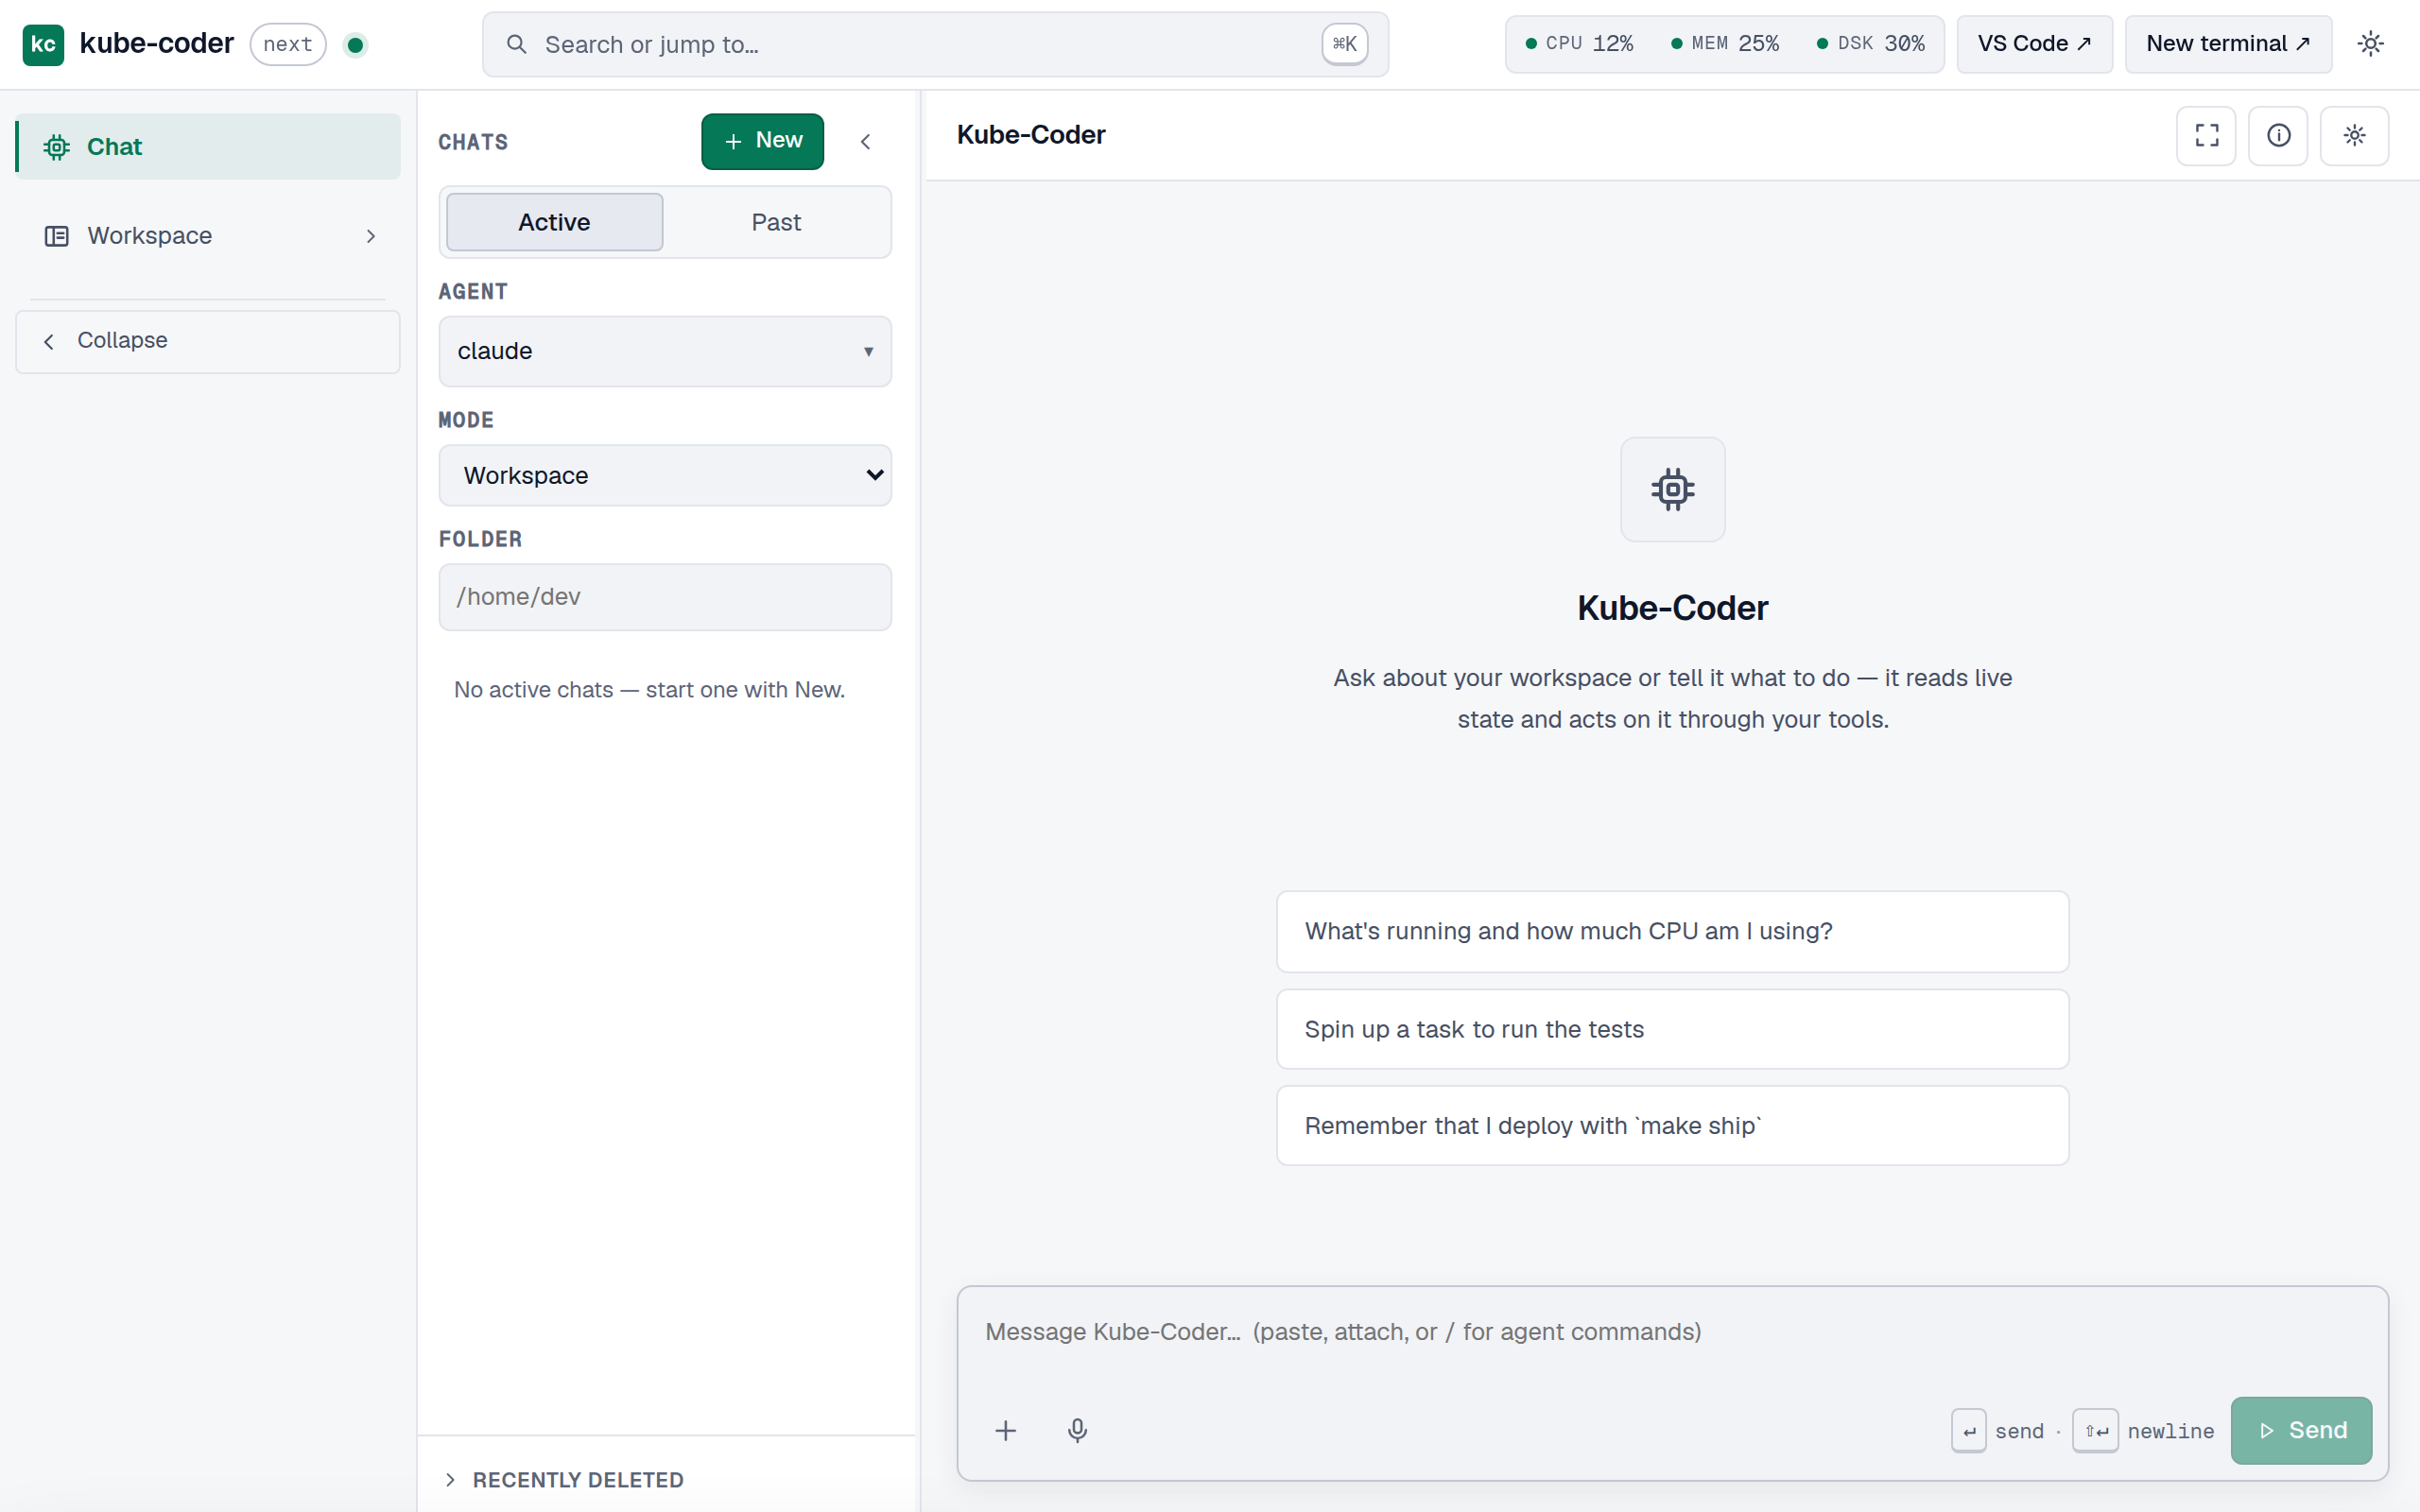 kc kube-coder next
Search or jump to...
⌘K
CPU 12% MEM 25% DSK 30%
VS Code ↗
New terminal ↗
Chat
Workspace
Collapse
CHATS
+ New
Active
Past
AGENT
claude
MODE
Workspace
FOLDER
/home/dev
No active chats — start one with New.
RECENTLY DELETED
Kube-Coder
Kube-Coder
Ask about your workspace or tell it what to do — it reads live
state and acts on it through your tools.
What's running and how much CPU am I using?
Spin up a task to run the tests
Remember that I deploy with `make ship`
Message Kube-Coder... (paste, attach, or / for agent commands)
↵ send · ⇧↵ newline
Send